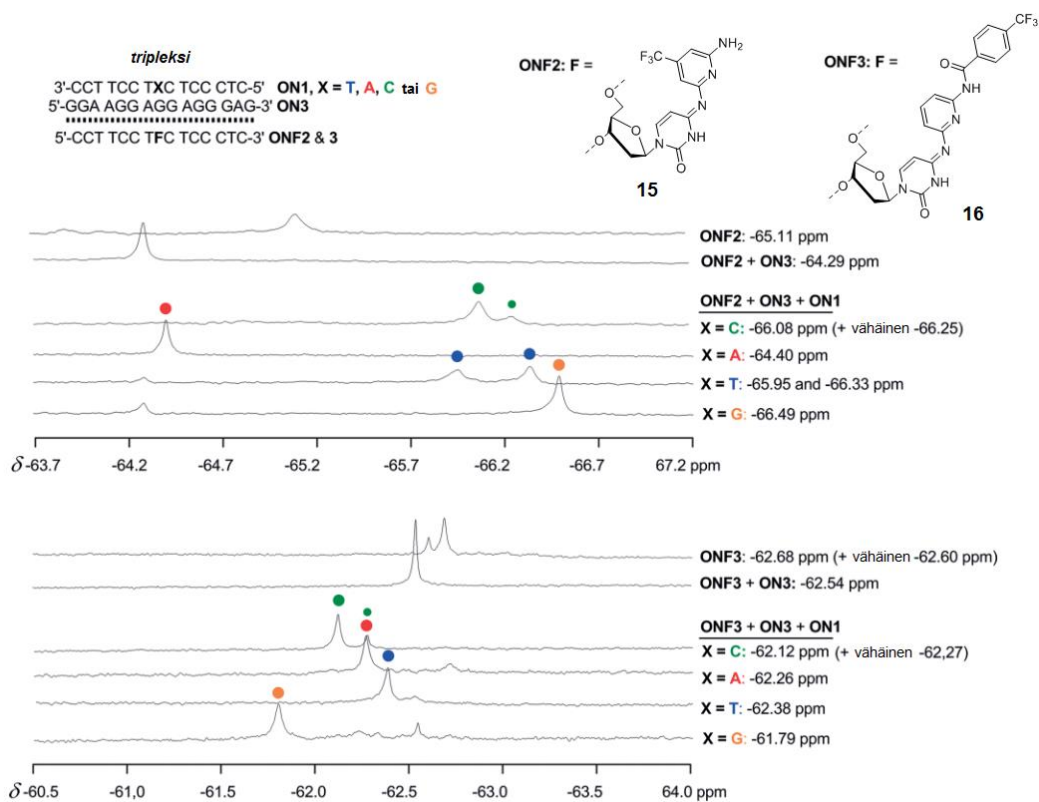 tripleksi
3'-CCT TCC TXC TCC CTC-5' ON1, X = T, A, C tai G
5'-GGA AGG AGG AGG GAG-3' ON3
5'-CCT TCC TFC TCC CTC-3' ONF2 & 3
ONF2: F =
F3C
NH2
N
N
O
O
O
N
NH
O
15
ONF3: F =
CF3
O
NH
N
N
O
O
O
N
NH
O
16
ONF2: -65.11 ppm
ONF2 + ON3: -64.29 ppm
ONF2 + ON3 + ON1
X = C: -66.08 ppm (+ vähäinen -66.25)
X = A: -64.40 ppm
X = T: -65.95 and -66.33 ppm
X = G: -66.49 ppm
δ -63.7 -64.2 -64.7 -65.2 -65.7 -66.2 -66.7 67.2 ppm
ONF3: -62.68 ppm (+ vähäinen -62.60 ppm)
ONF3 + ON3: -62.54 ppm
ONF3 + ON3 + ON1
X = C: -62.12 ppm (+ vähäinen -62,27)
X = A: -62.26 ppm
X = T: -62.38 ppm
X = G: -61.79 ppm
δ -60.5 -61,0 -61.5 -62.0 -62.5 -63.0 -63.5 64.0 ppm